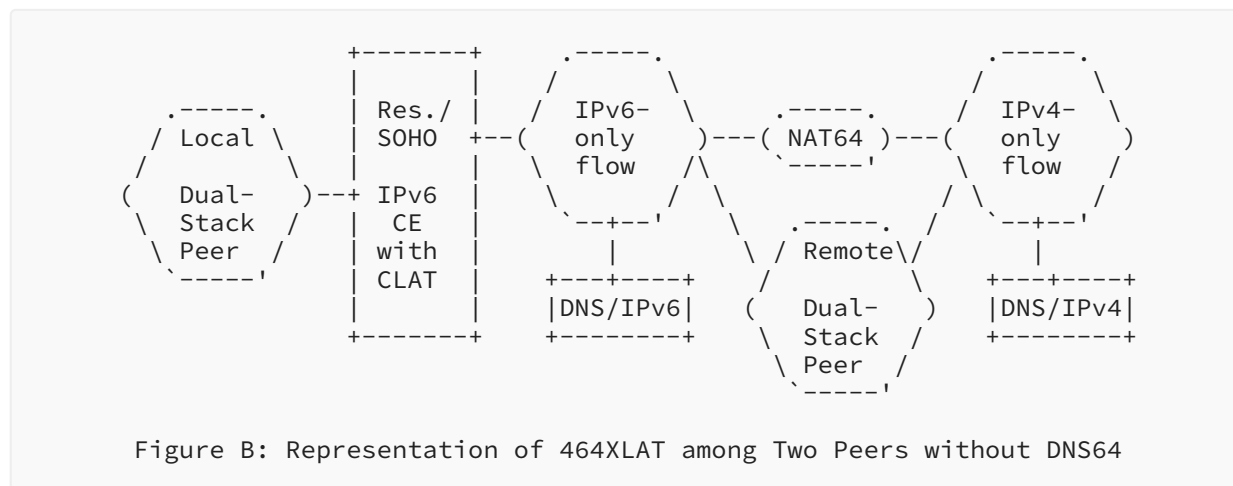 Res./ IPv6- IPv4-
Local SOHO only NAT64 only
flow flow
Dual- IPv6
Stack CE
Peer with Remote
CLAT
DNS/IPv6 Dual- DNS/IPv4
Stack
Peer
Figure B: Representation of 464XLAT among Two Peers without DNS64